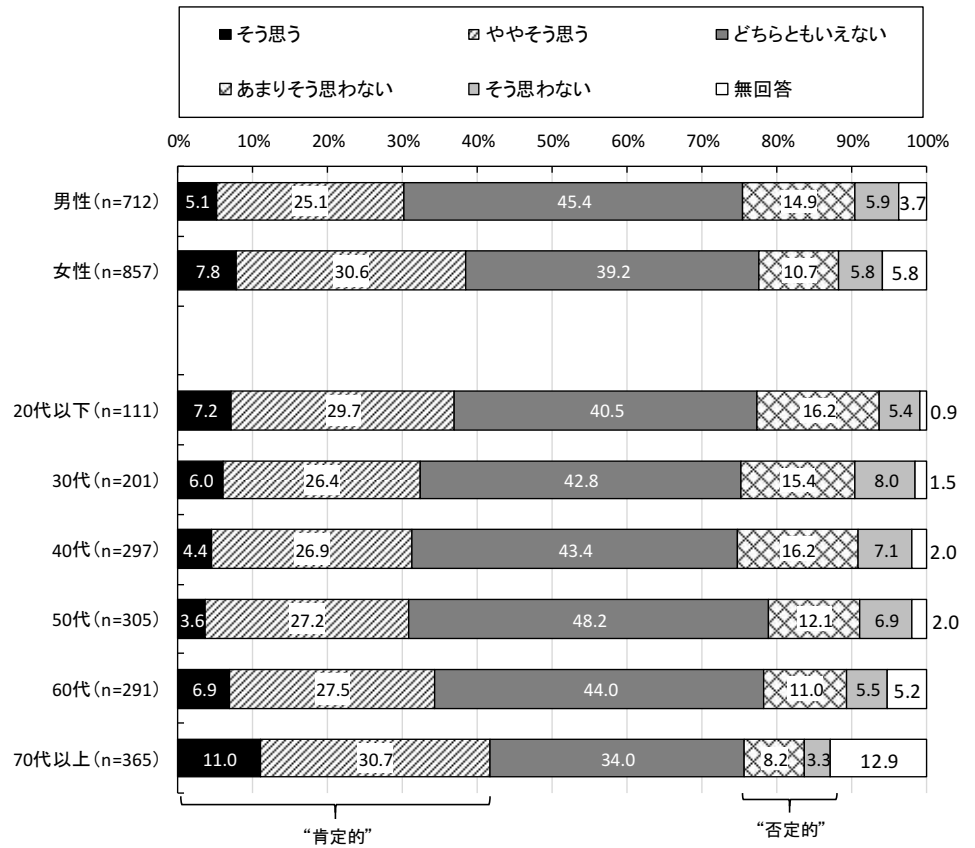 ■そう思う ややそう思う どちらともいえない
あまりそう思わない そう思わない 無回答
0% 10% 20% 30% 40% 50% 60% 70% 80% 90% 100%
男性(n=712) 5.1 25.1 45.4 14.9 5.9 3.7
女性(n=857) 7.8 30.6 39.2 10.7 5.8 5.8
20代以下(n=111) 7.2 29.7 40.5 16.2 5.4 0.9
30代(n=201) 6.0 26.4 42.8 15.4 8.0 1.5
40代(n=297) 4.4 26.9 43.4 16.2 7.1 2.0
50代(n=305) 3.6 27.2 48.2 12.1 6.9 2.0
60代(n=291) 6.9 27.5 44.0 11.0 5.5 5.2
70代以上(n=365) 11.0 30.7 34.0 8.2 3.3 12.9
“肯定的” “否定的”